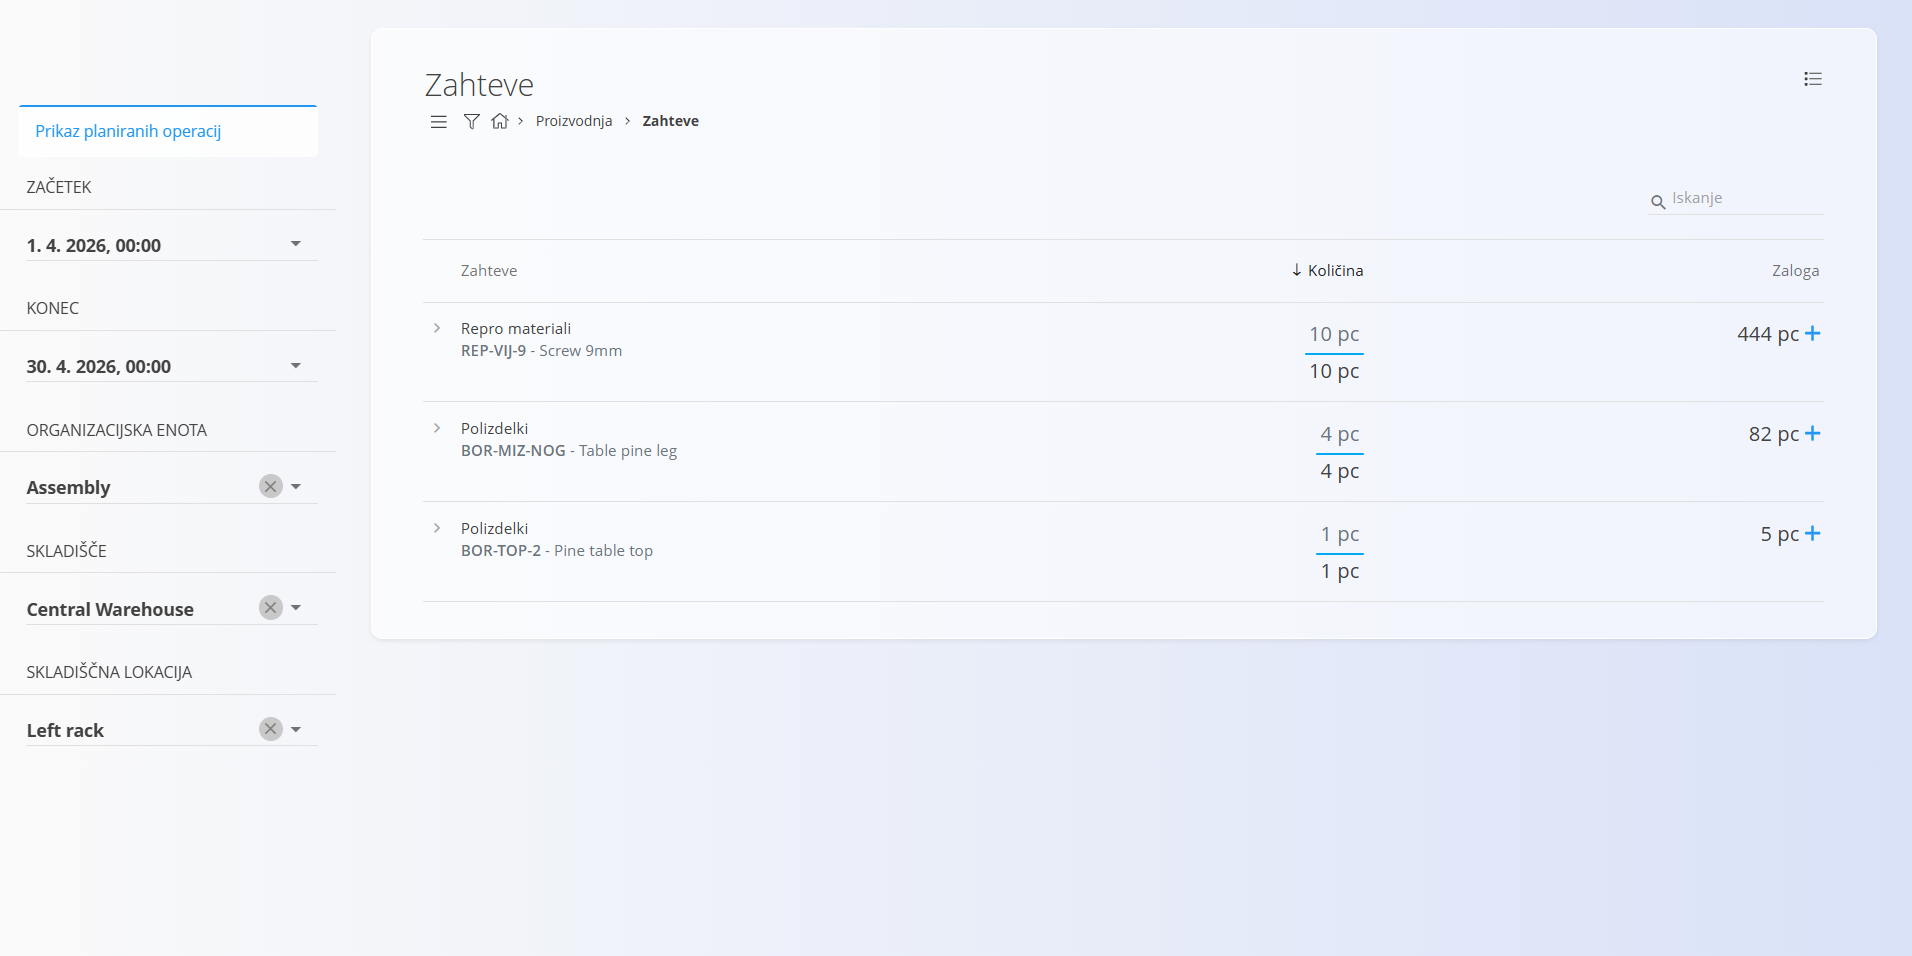 Prikaz planiranih operacij
ZAČETEK
1. 4. 2026, 00:00
KONEC
30. 4. 2026, 00:00
ORGANIZACIJSKA ENOTA
Assembly
SKLADIŠČE
Central Warehouse
SKLADIŠČNA LOKACIJA
Left rack
Zahteve
Proizvodnja > Zahteve
Iskanje
Zahteve ↓ Količina Zaloga
Repro materiali
REP-VIJ-9 - Screw 9mm
10 pc
10 pc
444 pc +
Polizdelki
BOR-MIZ-NOG - Table pine leg
4 pc
4 pc
82 pc +
Polizdelki
BOR-TOP-2 - Pine table top
1 pc
1 pc
5 pc +